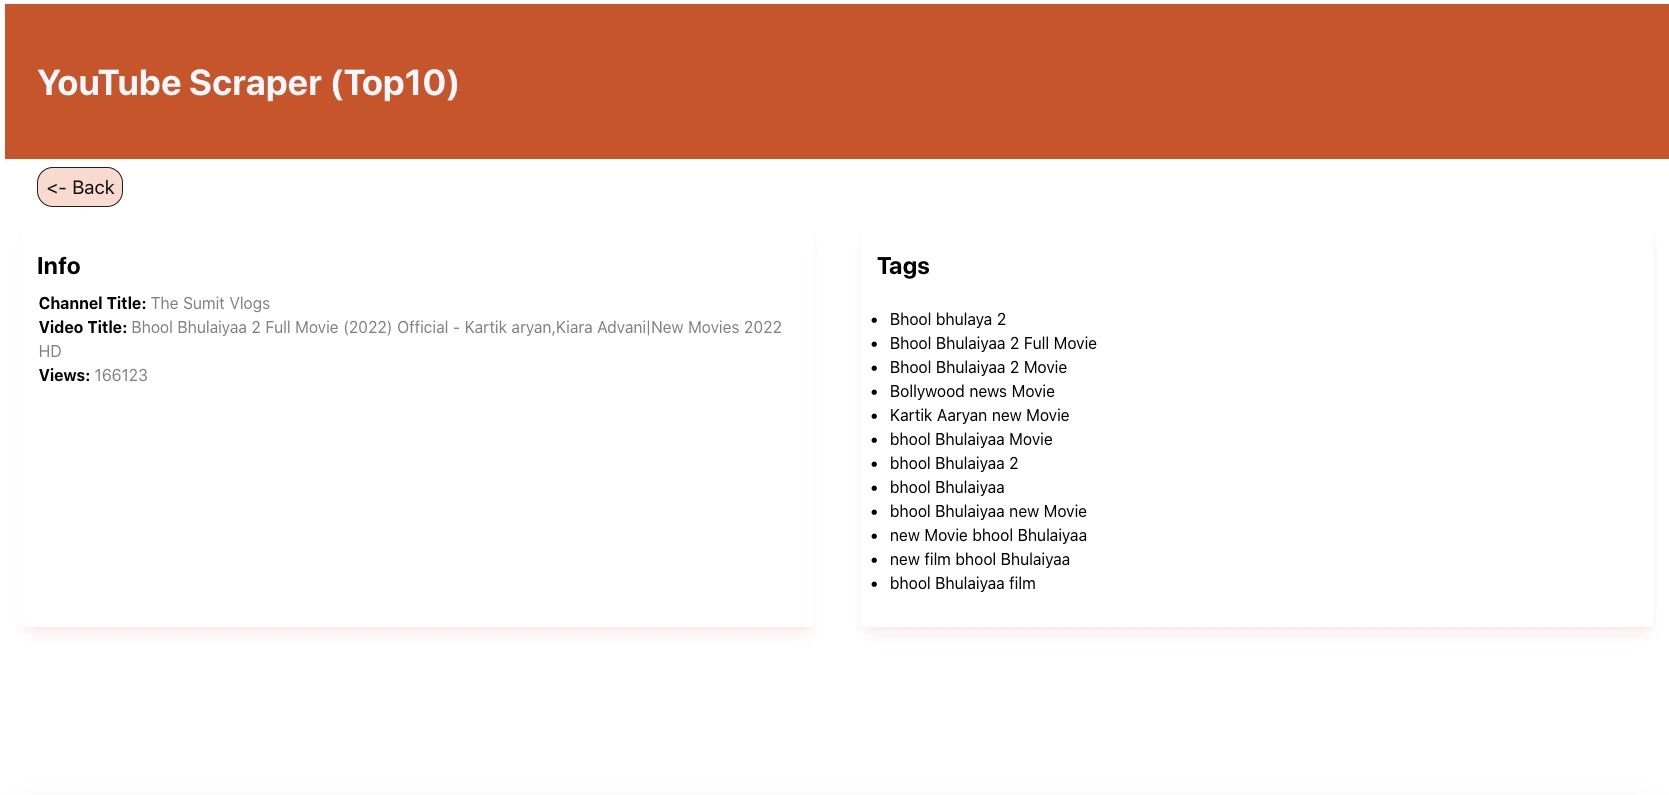 YouTube Scraper (Top10)
<- Back
Info
Channel Title: The Sumit Vlogs
Video Title: Bhool Bhulaiyaa 2 Full Movie (2022) Official - Kartik aryan,Kiara Advani|New Movies 2022
HD
Views: 166123
Tags
• Bhool bhulaya 2
• Bhool Bhulaiyaa 2 Full Movie
• Bhool Bhulaiyaa 2 Movie
• Bollywood news Movie
• Kartik Aaryan new Movie
• bhool Bhulaiyaa Movie
• bhool Bhulaiyaa 2
• bhool Bhulaiyaa
• bhool Bhulaiyaa new Movie
• new Movie bhool Bhulaiyaa
• new film bhool Bhulaiyaa
• bhool Bhulaiyaa film